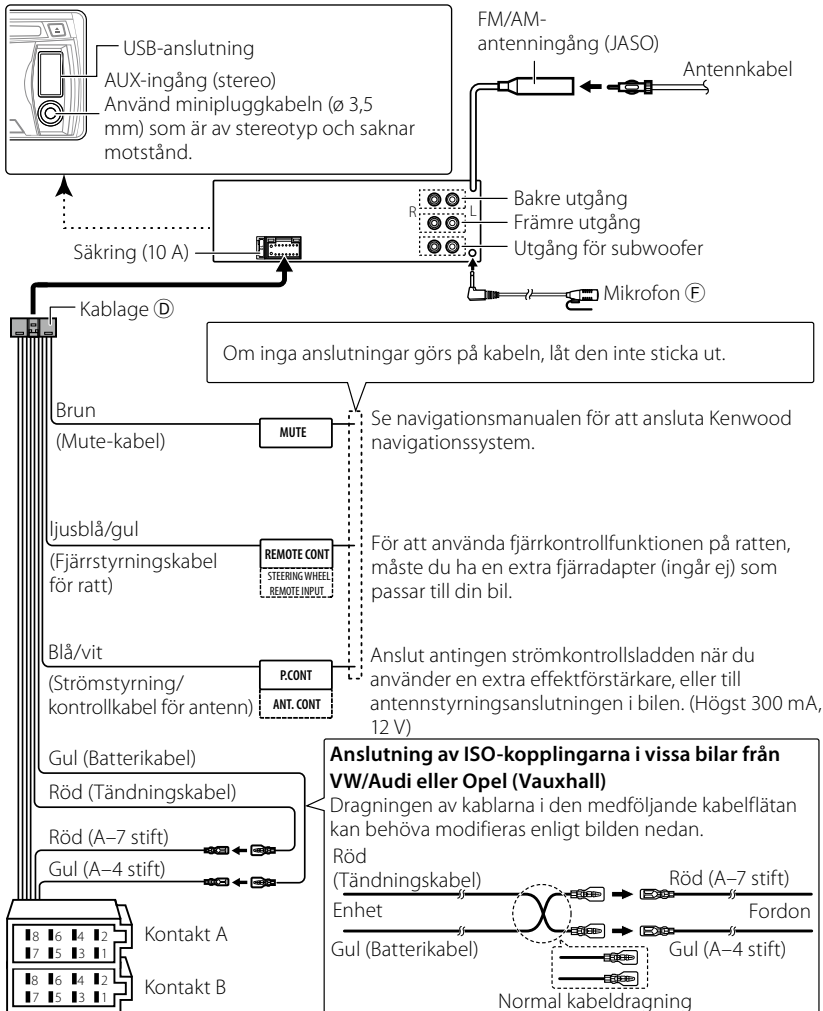 USB-anslutning
AUX-ingång (stereo)
Använd minipluggkabeln (ø 3,5
mm) som är av stereotyp och saknar
motstånd.
FM/AM-
antenningång (JASO)
Antennkabel
R
L
Bakre utgång
Främre utgång
Utgång för subwoofer
Säkring (10 A)
Mikrofon Ⓕ
Kablage Ⓓ
Om inga anslutningar görs på kabeln, låt den inte sticka ut.
Brun
(Mute-kabel)
MUTE
Se navigationsmanualen för att ansluta Kenwood
navigationssystem.
ljusblå/gul
(Fjärrstyrningskabel
för ratt)
REMOTE CONT
STEERING WHEEL
REMOTE INPUT
För att använda fjärrkontrollfunktionen på ratten,
måste du ha en extra fjärradapter (ingår ej) som
passar till din bil.
Blå/vit
(Strömstyrning/
kontrollkabel för antenn)
P.CONT
ANT. CONT
Anslut antingen strömkontrollsladden när du
använder en extra effektförstärkare, eller till
antennstyrningsanslutningen i bilen. (Högst 300 mA,
12 V)
Gul (Batterikabel)
Röd (Tändningskabel)
Röd (A–7 stift)
Gul (A–4 stift)
Anslutning av ISO-kopplingarna i vissa bilar från
VW/Audi eller Opel (Vauxhall)
Dragningen av kablarna i den medföljande kabelflätan
kan behöva modifieras enligt bilden nedan.
Röd
(Tändningskabel)
Röd (A–7 stift)
Enhet
Fordon
Gul (Batterikabel)
Gul (A–4 stift)
Normal kabeldragning
8 6 4 2
7 5 3 1
Kontakt A
8 6 4 2
7 5 3 1
Kontakt B